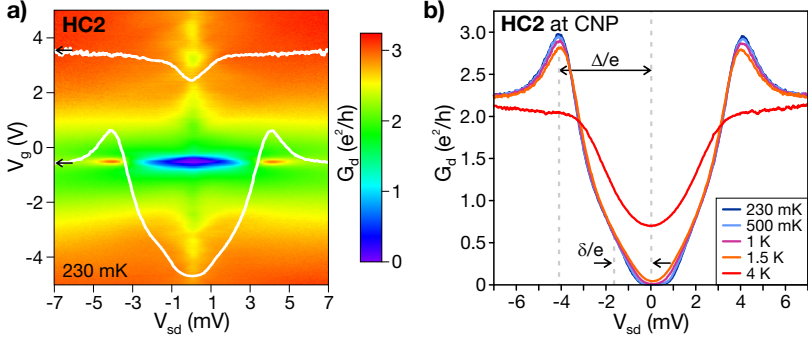 a)
HC2
4
2
0
-2
-4
V_g (V)
230 mK
-7
-5
-3
-1
1
3
5
7
V_sd (mV)
3
2
1
0
G_d (e²/h)
b)
HC2 at CNP
3.0
2.5
2.0
1.5
1.0
0.5
0
G_d (e²/h)
Δ/e
δ/e
230 mK
500 mK
1 K
1.5 K
4 K
-6
-4
-2
0
2
4
6
V_sd (mV)